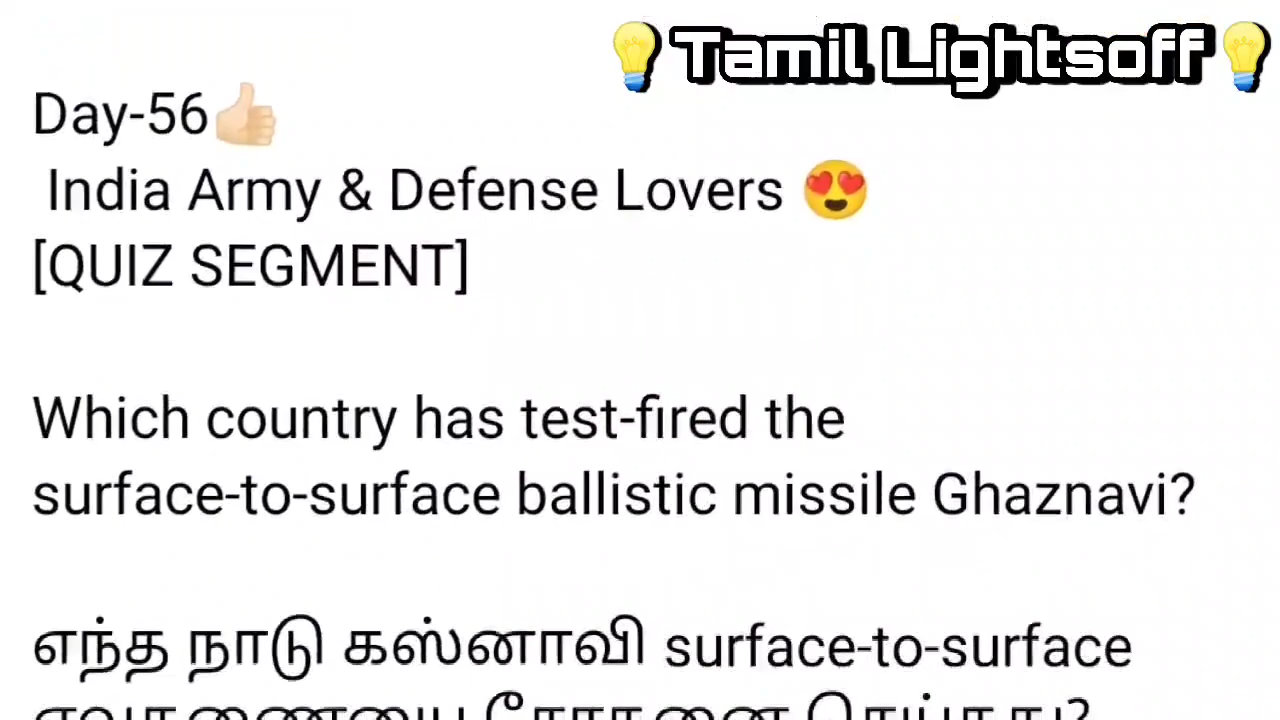 💡Tamil Lightsoff💡
Day-56👍🏻
India Army & Defense Lovers 😍
[QUIZ SEGMENT]
Which country has test-fired the
surface-to-surface ballistic missile Ghaznavi?
எந்த நாடு கஸ்னாவி surface-to-surface